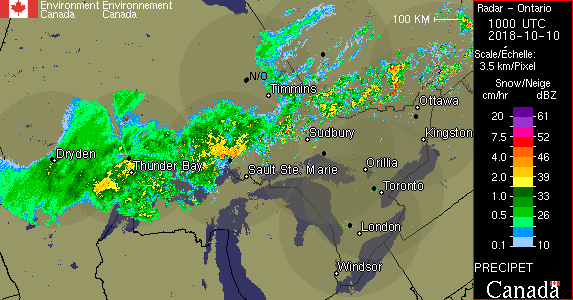 Environment Environnement
Canada Canada
Radar - Ontario
1000 UTC
2018-10-10
Scale/Échelle:
3.5 km/Pixel
Snow/Neige
cm/hr dBZ
20 61
7.5 52
4.0 46
2.0 39
1.0 33
0.5 26
0.1 10
PRECIPET
Canada
100 KM
N/O
Timmins
Ottawa
Dryden
Thunder Bay
Sudbury
Kingston
Sault Ste. Marie
Orillia
Toronto
London
Windsor